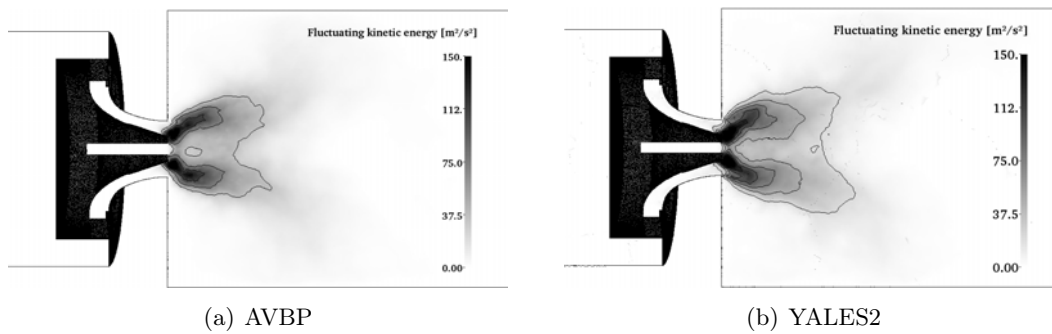 Fluctuating kinetic energy [m²/s²]
150.
112.
75.0
37.5
0.00
(a) AVBP
Fluctuating kinetic energy [m²/s²]
150.
112.
75.0
37.5
0.00
(b) YALES2